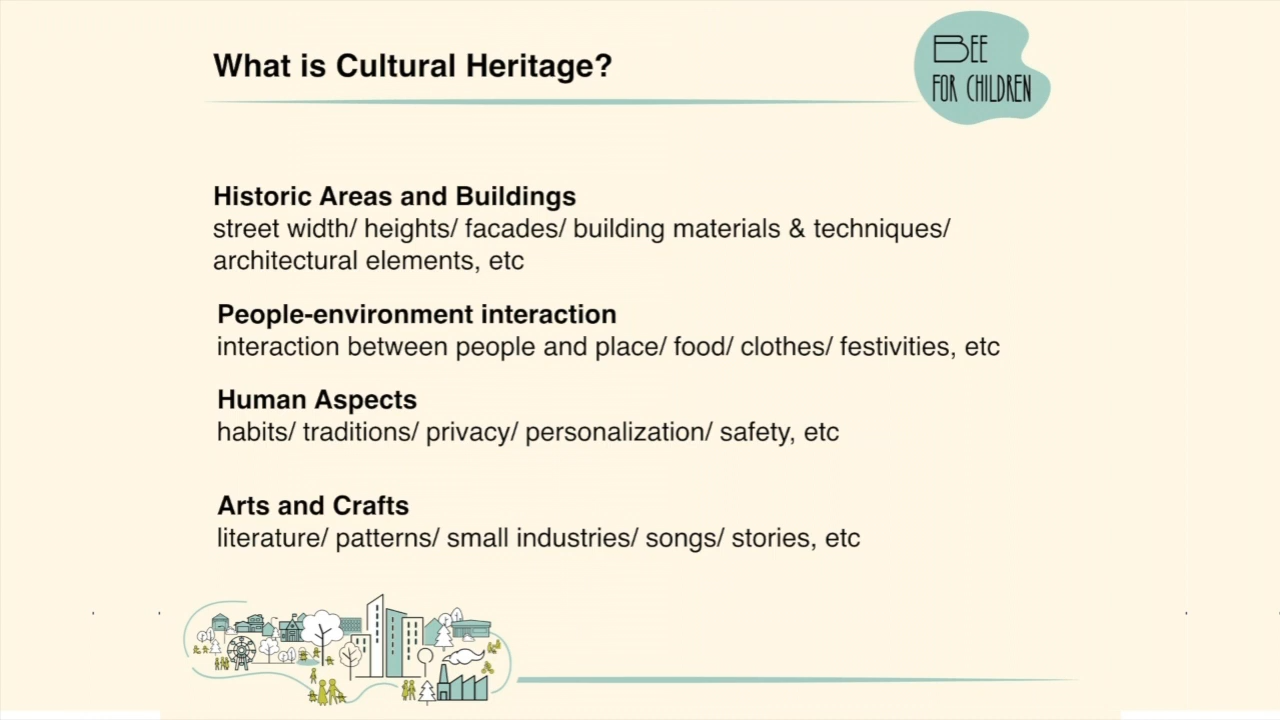 What is Cultural Heritage?
BEE
FOR CHILDREN
Historic Areas and Buildings
street width/ heights/ facades/ building materials & techniques/
architectural elements, etc
People-environment interaction
interaction between people and place/ food/ clothes/ festivities, etc
Human Aspects
habits/ traditions/ privacy/ personalization/ safety, etc
Arts and Crafts
literature/ patterns/ small industries/ songs/ stories, etc